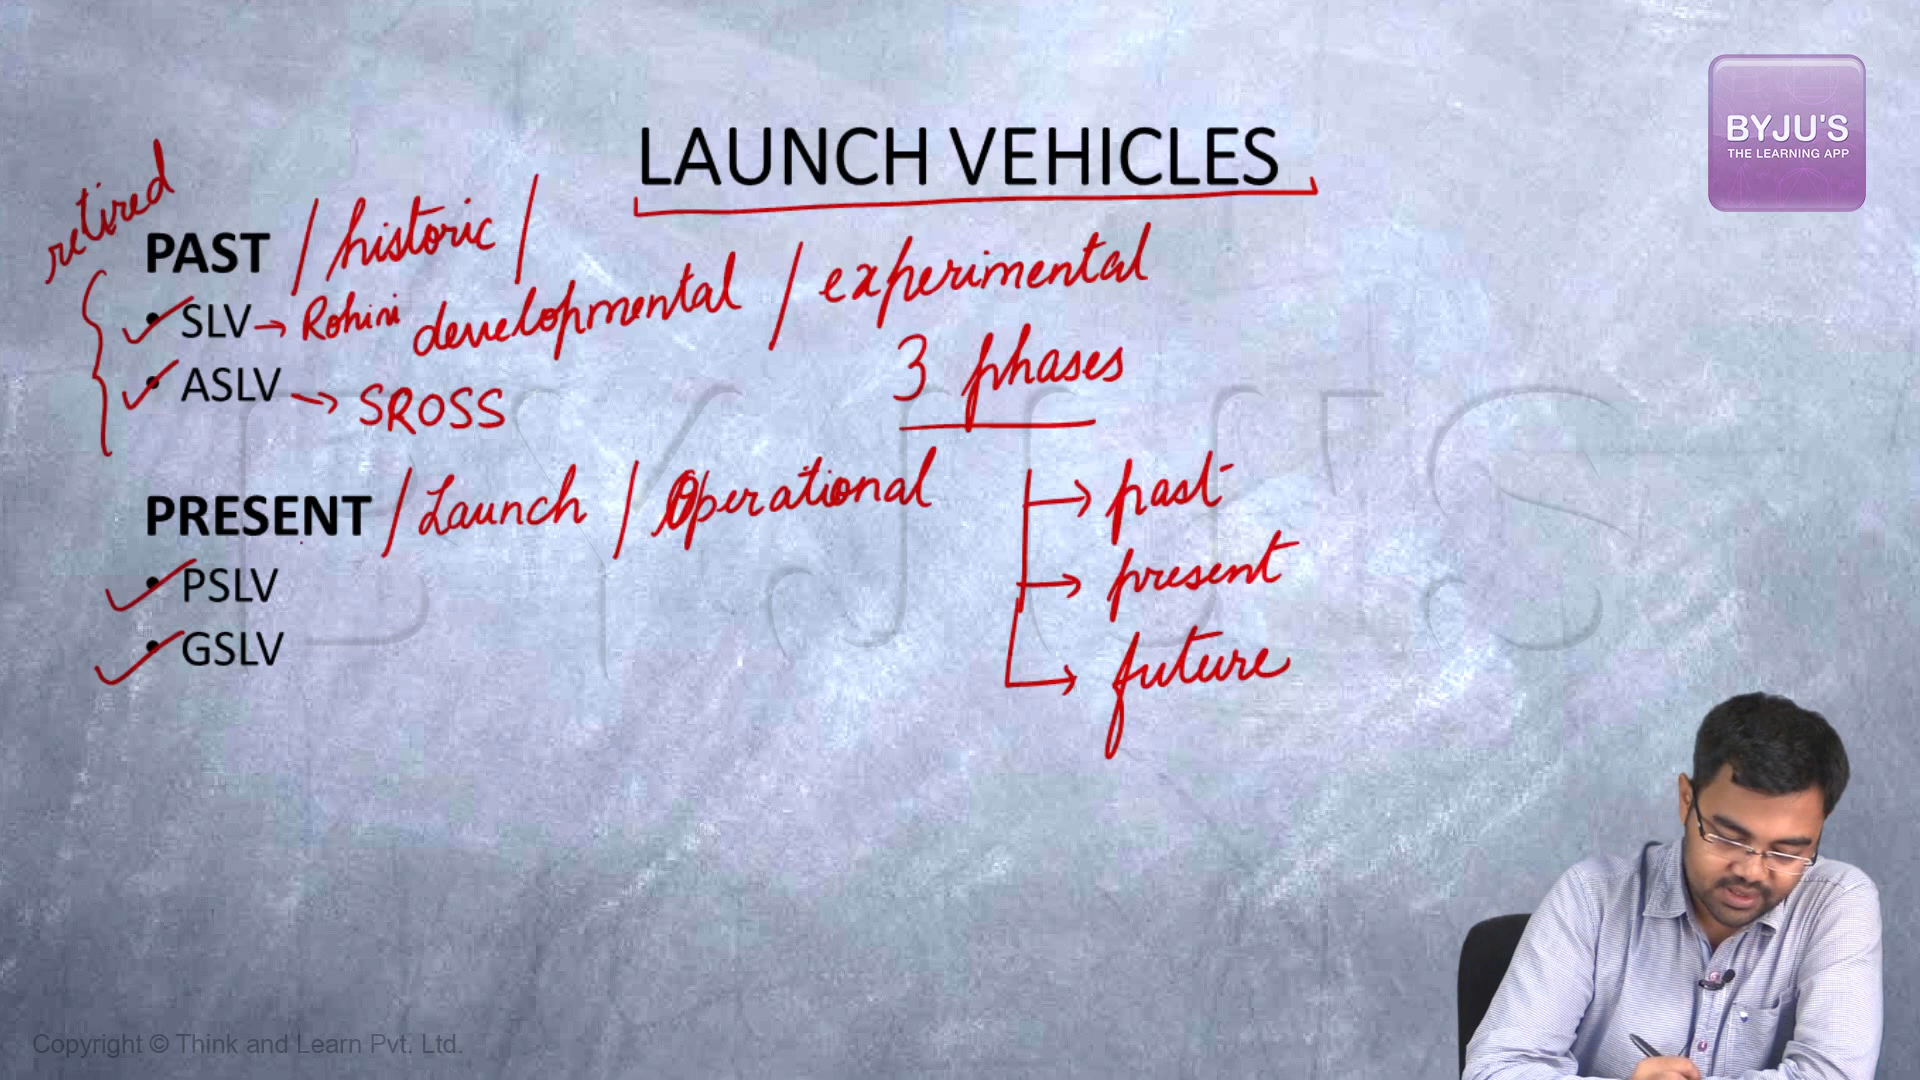 LAUNCH VEHICLES
BYJU'S
THE LEARNING APP
retired
PAST / historic /
developmental / experimental
• SLV → Rohini
• ASLV → SROSS
3 phases
→ past
→ present
→ future
PRESENT / Launch / Operational
• PSLV
• GSLV
BYJU'S
Copyright © Think and Learn Pvt. Ltd.